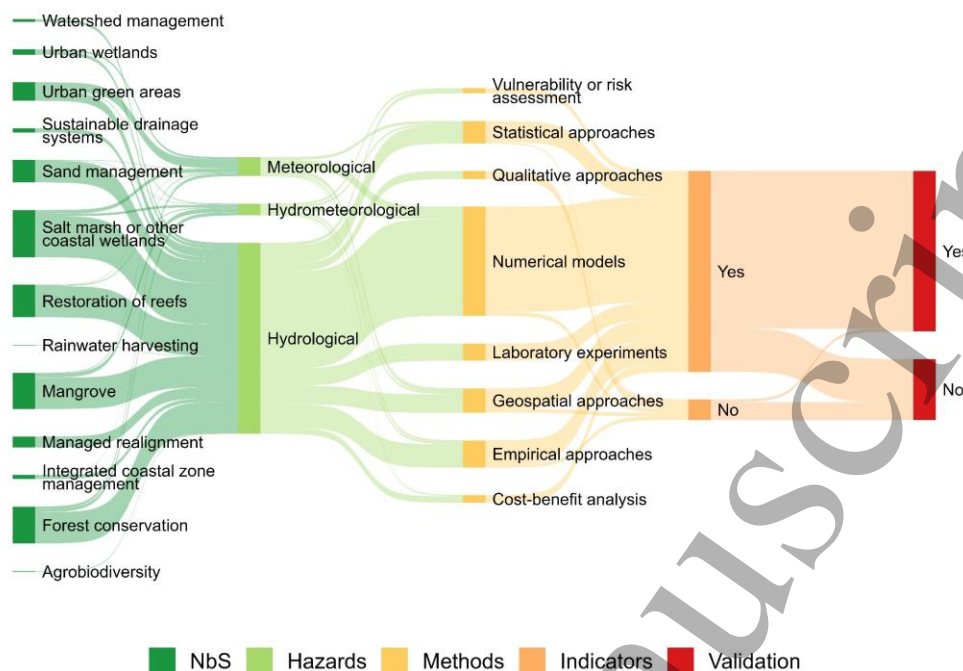 Watershed management
Urban wetlands
Urban green areas
Sustainable drainage
systems
Sand management
Salt marsh or other
coastal wetlands
Restoration of reefs
Rainwater harvesting
Mangrove
Managed realignment
Integrated coastal zone
management
Forest conservation
Agrobiodiversity
Meteorological
Hydrometeorological
Hydrological
Vulnerability or risk
assessment
Statistical approaches
Qualitative approaches
Numerical models
Laboratory experiments
Geospatial approaches
Empirical approaches
Cost-benefit analysis
Yes
No
Yes
No
NbS
Hazards
Methods
Indicators
Validation